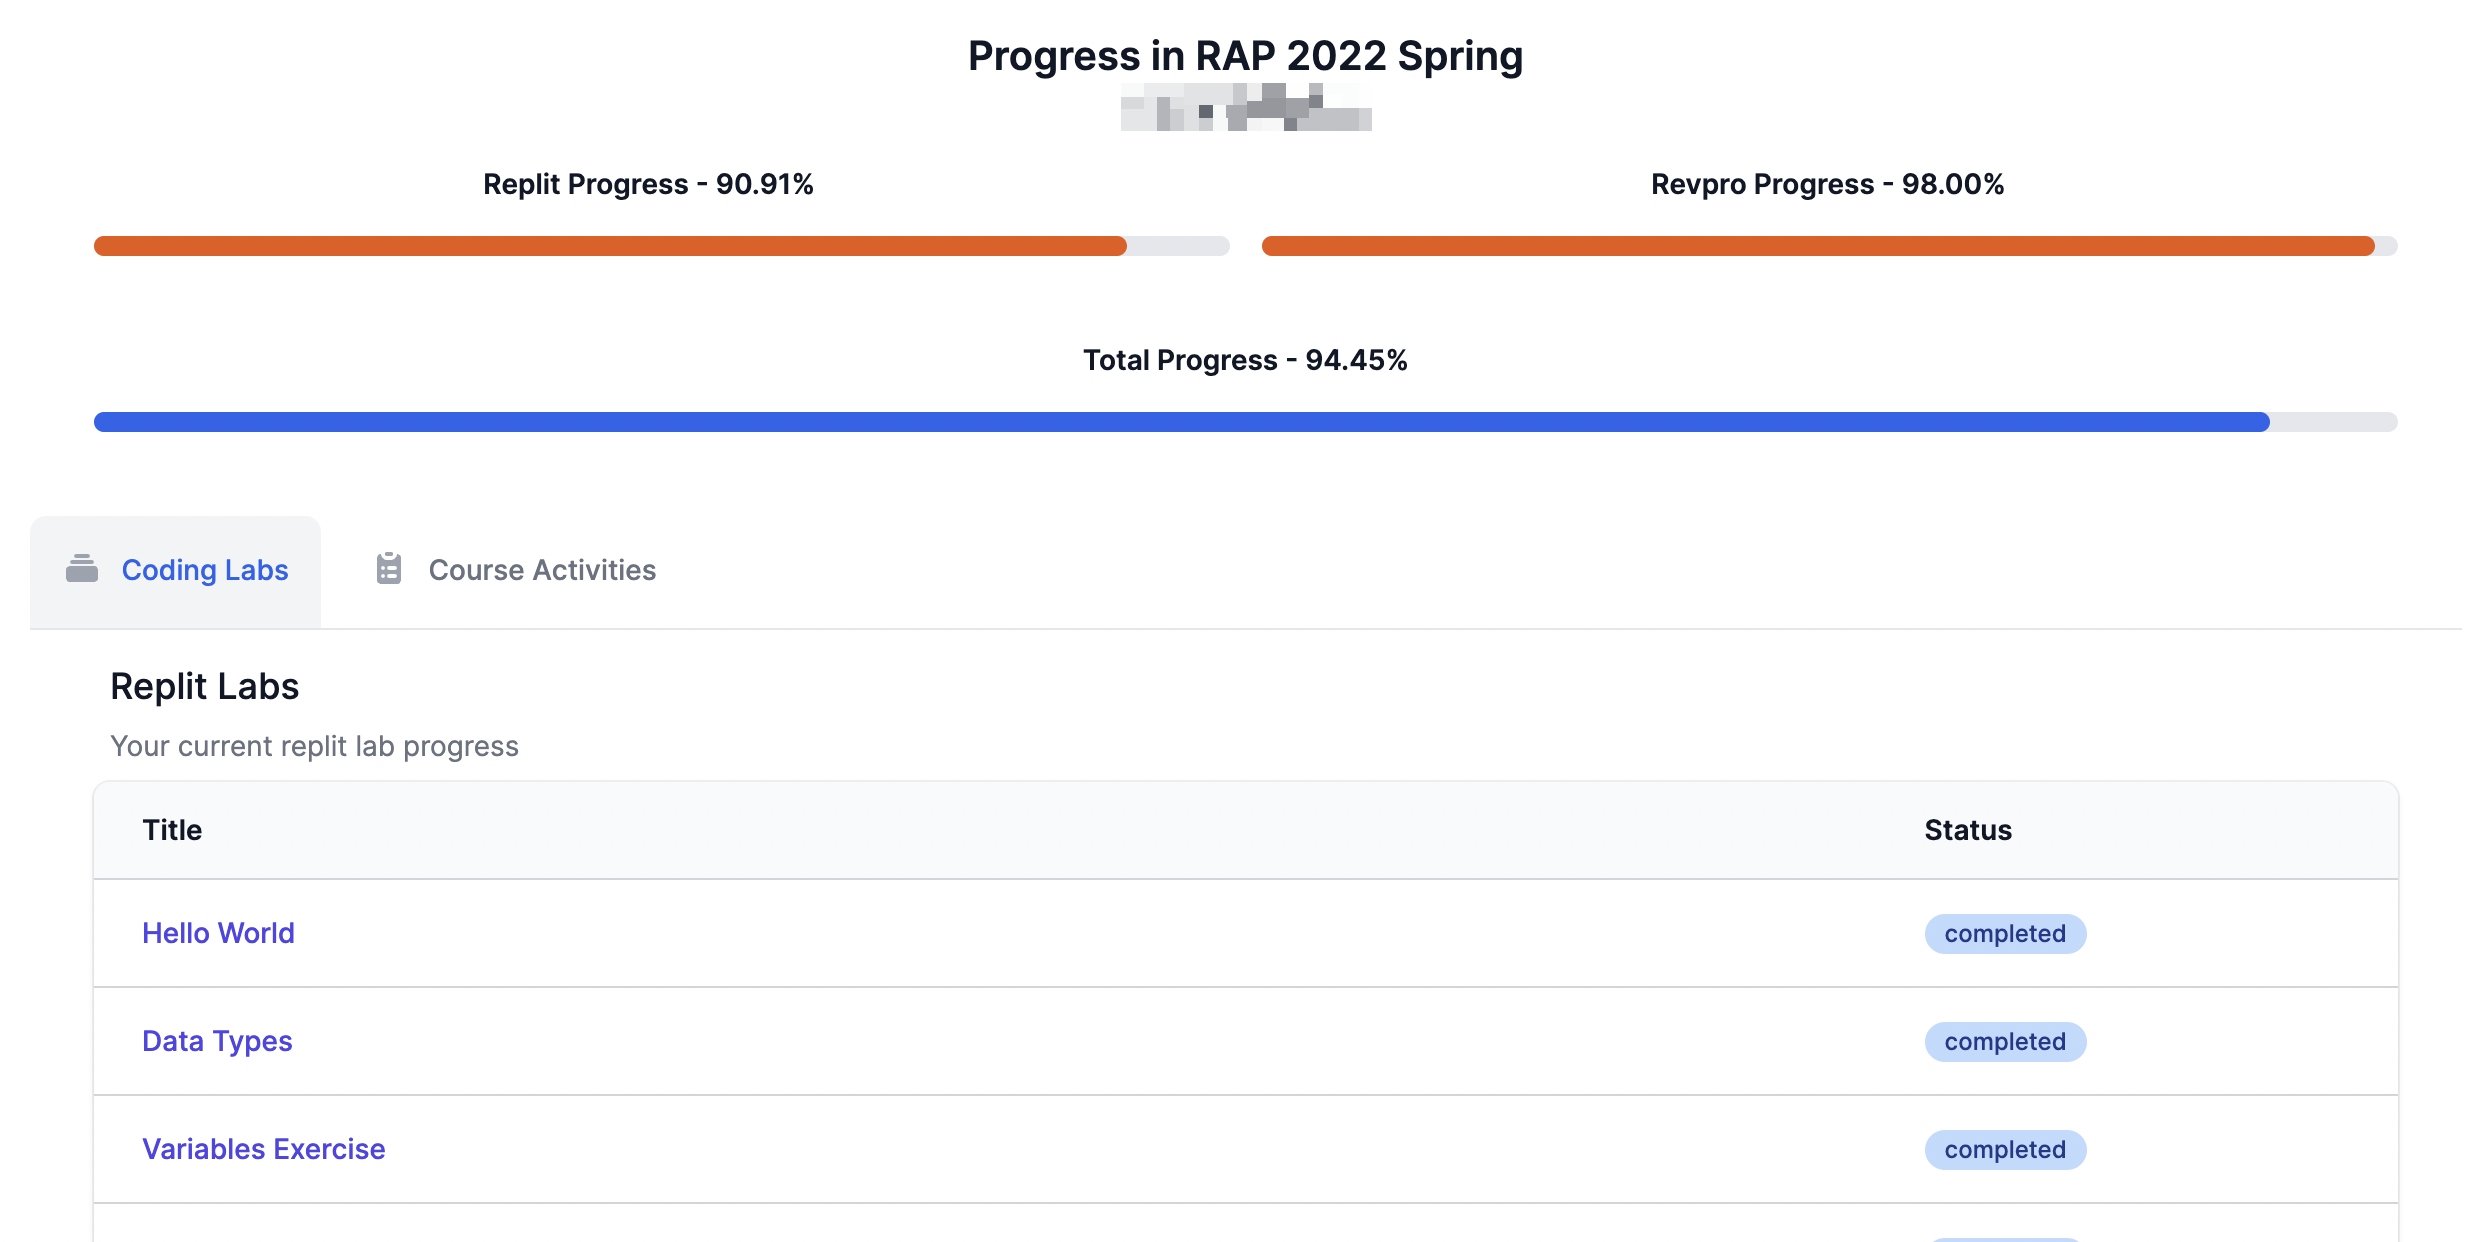 Progress in RAP 2022 Spring
Replit Progress - 90.91%
Revpro Progress - 98.00%
Total Progress - 94.45%
Coding Labs
Course Activities
Replit Labs
Your current replit lab progress
Title
Status
Hello World
completed
Data Types
completed
Variables Exercise
completed